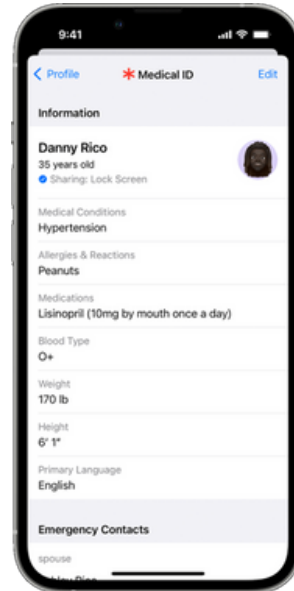 9:41
Profile
Medical ID
Edit
Information
Danny Rico
35 years old
Sharing: Lock Screen
Medical Conditions
Hypertension
Allergies & Reactions
Peanuts
Medications
Lisinopril (10mg by mouth once a day)
Blood Type
O+
Weight
170 lb
Height
6' 1"
Primary Language
English
Emergency Contacts
spouse